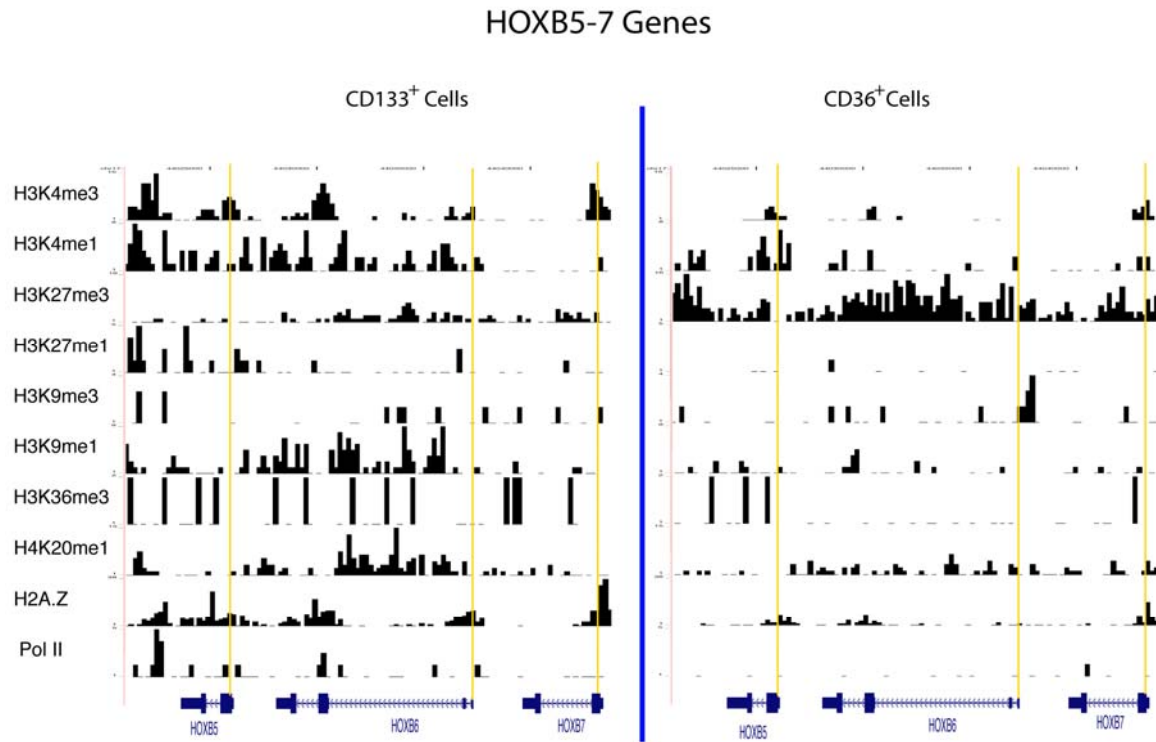 HOXB5-7 Genes
CD133+ Cells
CD36+ Cells
H3K4me3
H3K4me1
H3K27me3
H3K27me1
H3K9me3
H3K9me1
H3K36me3
H4K20me1
H2A.Z
Pol II
HOXB5 HOXB6 HOXB7
HOXB5 HOXB6 HOXB7